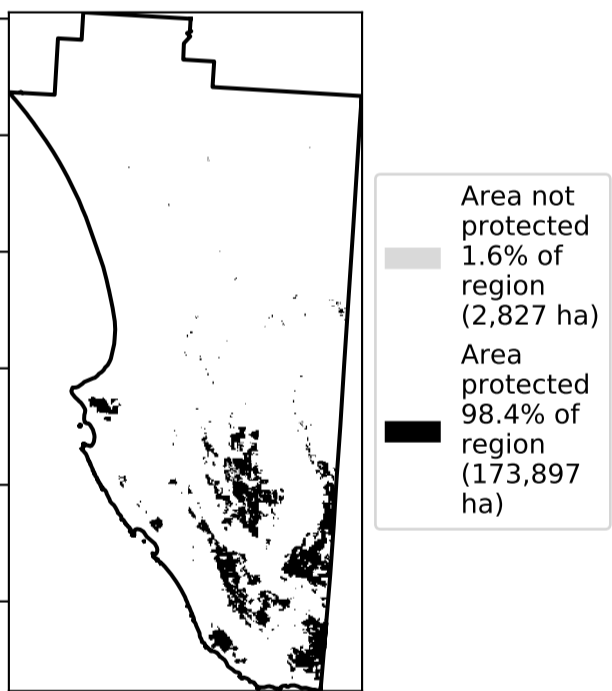 Area not
protected
1.6% of
region
(2,827 ha)
Area
protected
98.4% of
region
(173,897
ha)